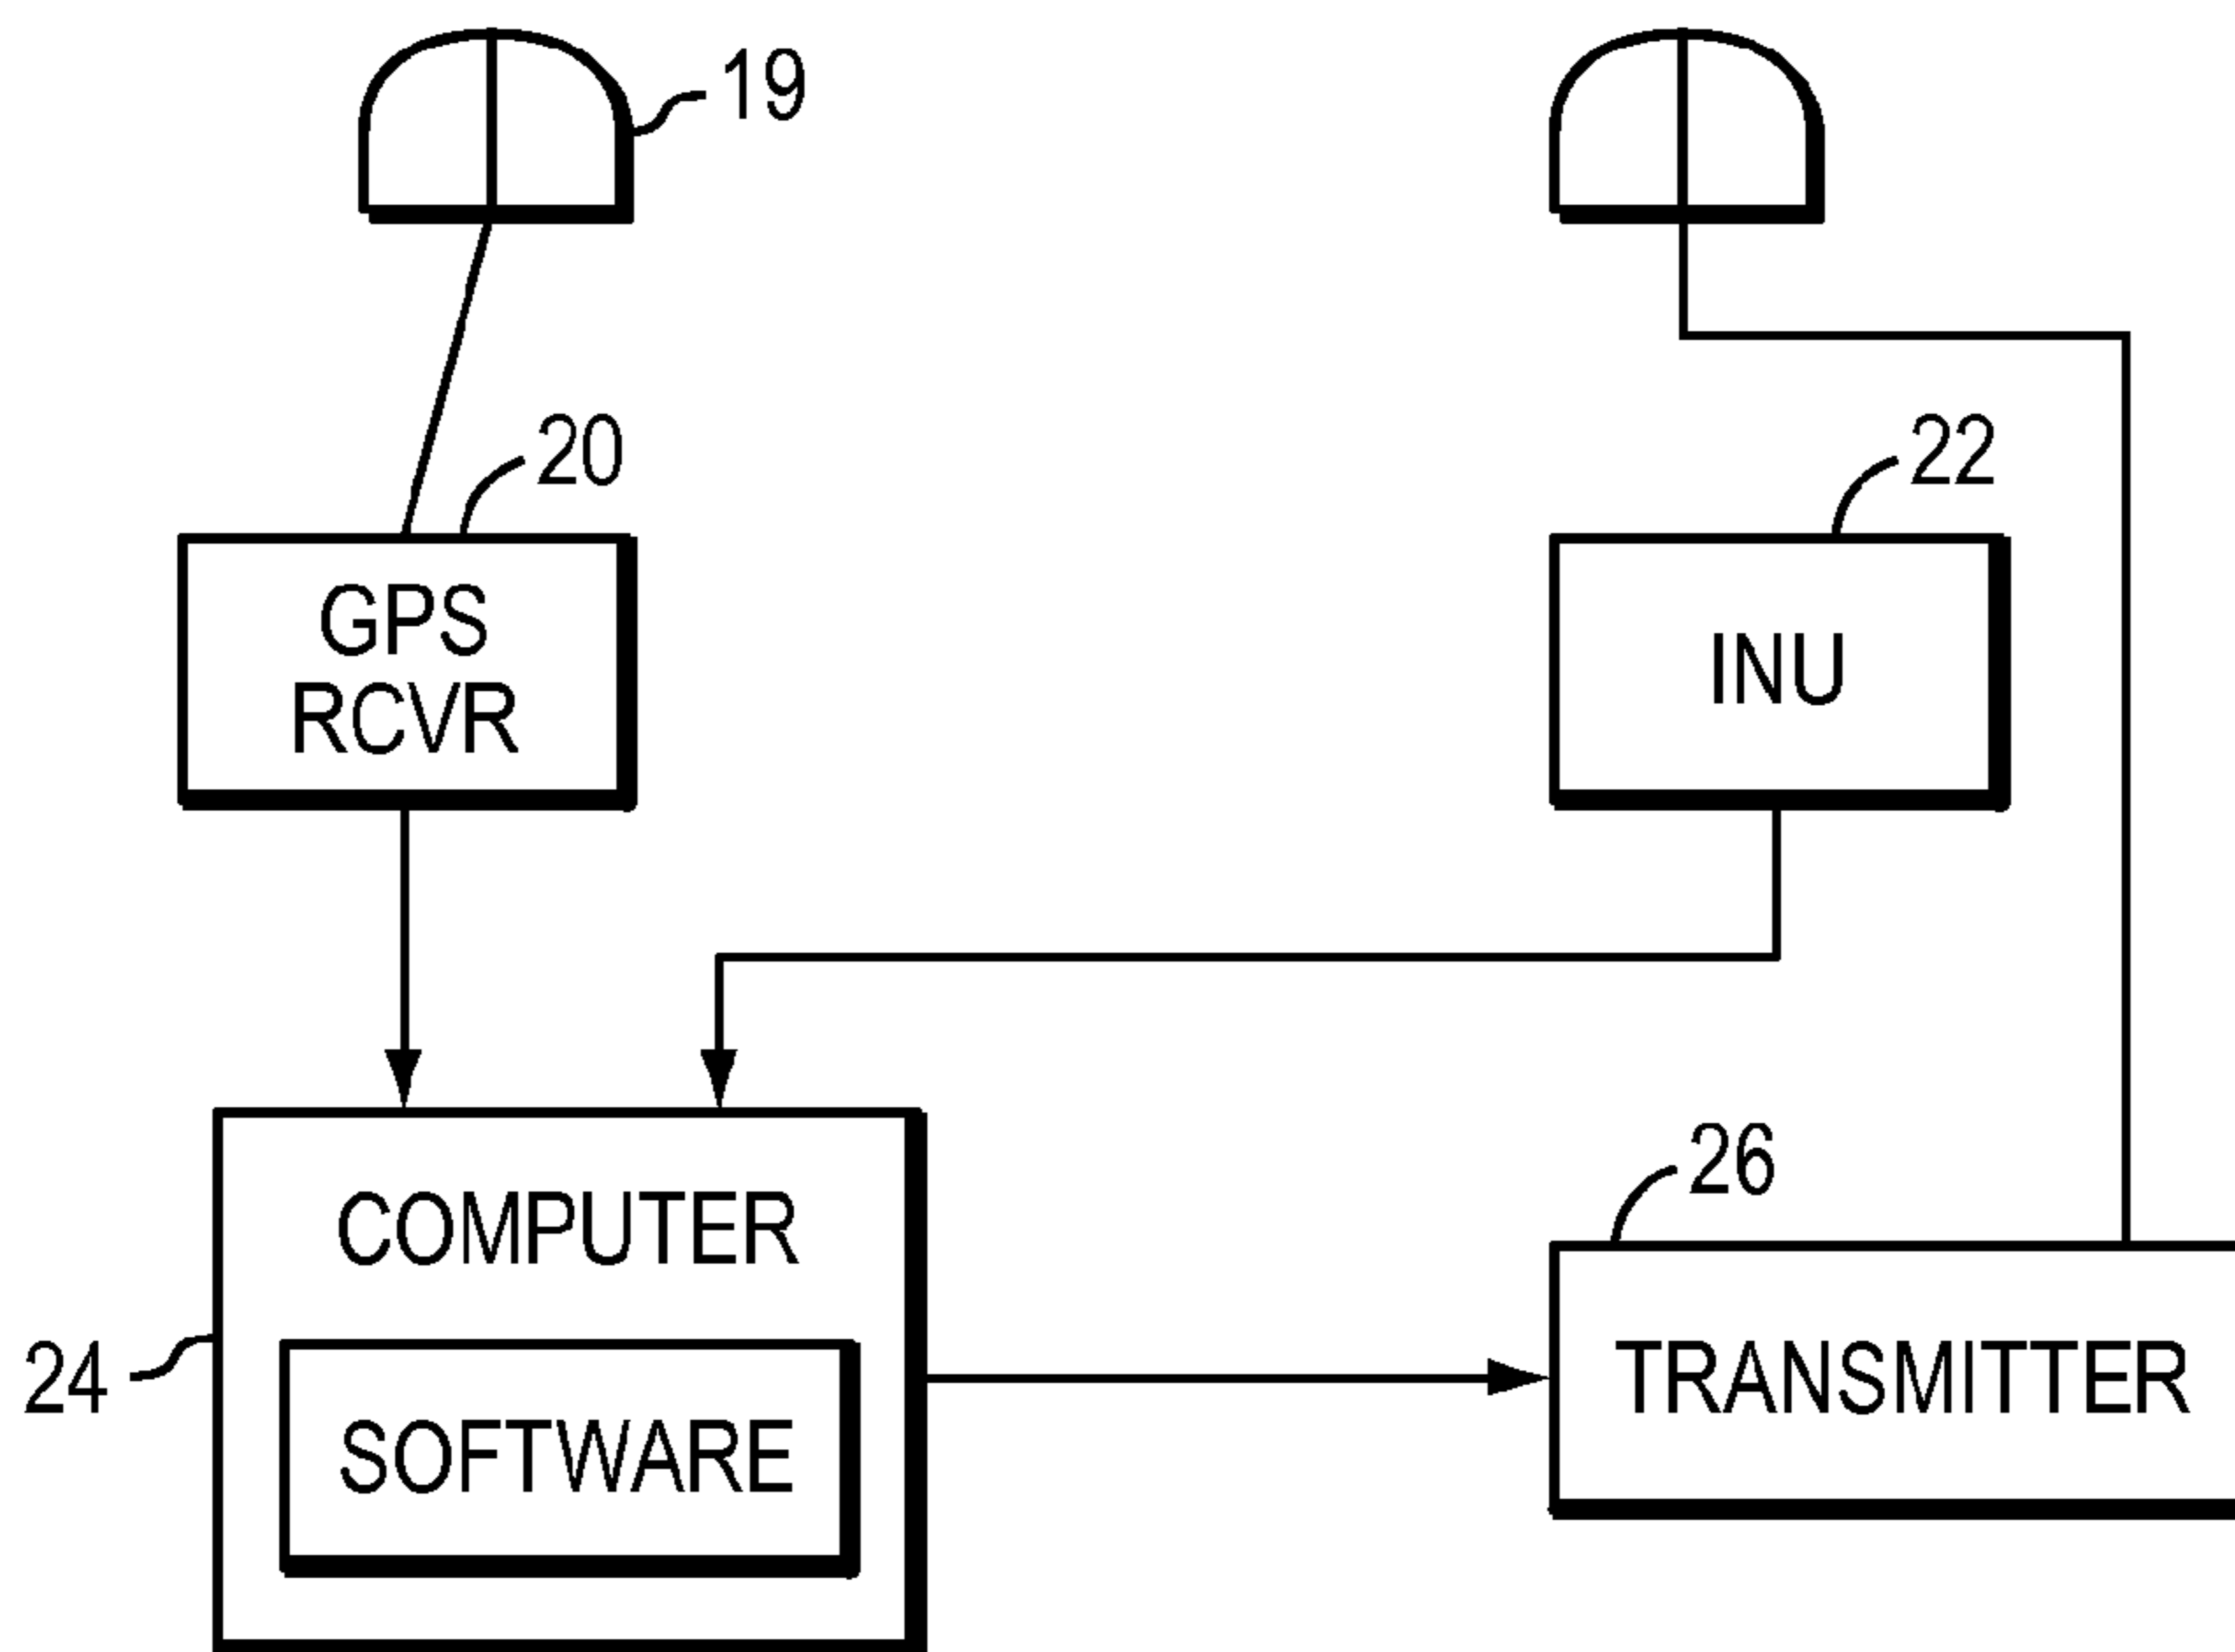 19
20
22
GPS
RCVR
INU
26
COMPUTER
24
SOFTWARE
TRANSMITTER